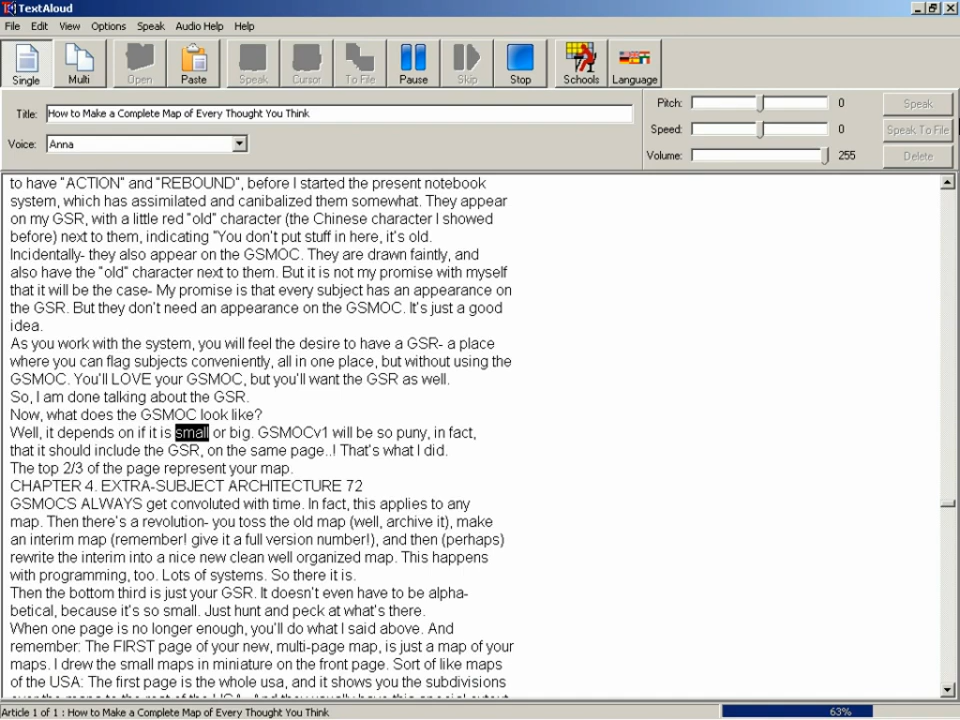 TextAloud
File Edit View Options Speak Audio Help Help
Single Multi Open Paste Speak Cursor To File Pause Skip Stop Schools Language
Title: How to Make a Complete Map of Every Thought You Think
Voice: Anna
Pitch: 0 Speak
Speed: 0 Speak To File
Volume: 255 Delete
to have "ACTION" and "REBOUND", before I started the present notebook
system, which has assimilated and canibalized them somewhat. They appear
on my GSR, with a little red "old" character (the Chinese character I showed
before) next to them, indicating "You don't put stuff in here, it's old.
Incidentally- they also appear on the GSMOC. They are drawn faintly, and
also have the "old" character next to them. But it is not my promise with myself
that it will be the case- My promise is that every subject has an appearance on
the GSR. But they don't need an appearance on the GSMOC. It's just a good
idea.
As you work with the system, you will feel the desire to have a GSR- a place
where you can flag subjects conveniently, all in one place, but without using the
GSMOC. You'll LOVE your GSMOC, but you'll want the GSR as well.
So, I am done talking about the GSR.
Now, what does the GSMOC look like?
Well, it depends on if it is small or big. GSMOCv1 will be so puny, in fact,
that it should include the GSR, on the same page..! That's what I did.
The top 2/3 of the page represent your map.
CHAPTER 4. EXTRA-SUBJECT ARCHITECTURE 72
GSMOCS ALWAYS get convoluted with time. In fact, this applies to any
map. Then there's a revolution- you toss the old map (well, archive it), make
an interim map (remember! give it a full version number!), and then (perhaps)
rewrite the interim into a nice new clean well organized map. This happens
with programming, too. Lots of systems. So there it is.
Then the bottom third is just your GSR. It doesn't even have to be alpha-
betical, because it's so small. Just hunt and peck at what's there.
When one page is no longer enough, you'll do what I said above. And
remember: The FIRST page of your new, multi-page map, is just a map of your
maps. I drew the small maps in miniature on the front page. Sort of like maps
of the USA: The first page is the whole usa, and it shows you the subdivisions
Article 1 of 1 : How to Make a Complete Map of Every Thought You Think 63%